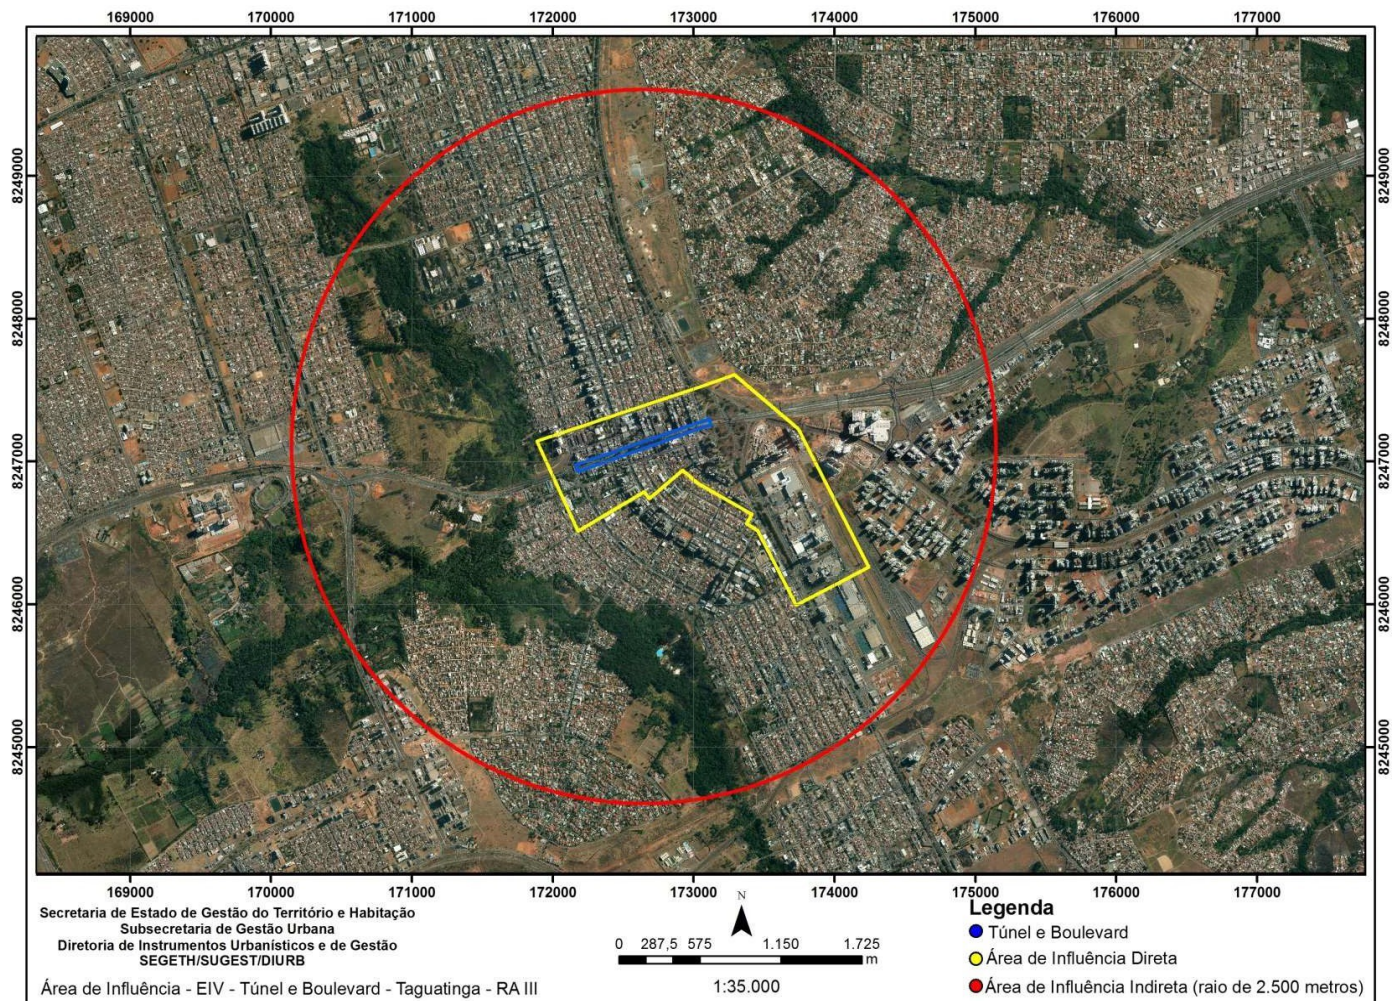 169000 170000 171000 172000 173000 174000 175000 176000 177000
8249000 8249000
8248000 8248000
8247000 8247000
8246000 8246000
8245000 8245000
169000 170000 171000 172000 173000 174000 175000 176000 177000
Secretaria de Estado de Gestão do Território e Habitação
Subsecretaria de Gestão Urbana
Diretoria de Instrumentos Urbanísticos e de Gestão
SEGETH/SUGEST/DIURB
Área de Influência - EIV - Túnel e Boulevard - Taguatinga - RA III
N
0 287,5 575 1.150 1.725
m
1:35.000
Legenda
Túnel e Boulevard
Área de Influência Direta
Área de Influência Indireta (raio de 2.500 metros)